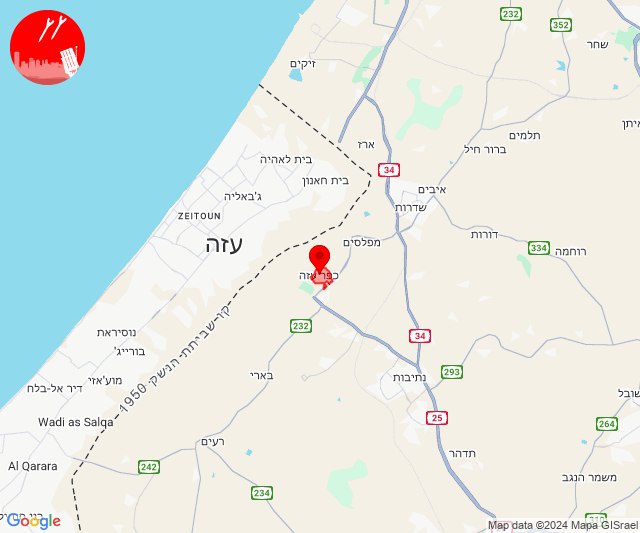 232
352
שחר
זיקים
איתן
תלמים
ארז
ברור חיל
בית לאהיה
34
בית חאנון
איבים
ג'באליה
ZEITOUN
שדרות
עזה
מפלסים
דורות
334
רוחמה
כפר עזה
קו שביתת-הנשק 1950
232
נוסיראת
34
בורייג'
293
מוע'אזי
בארי
נתיבות
דיר אל-בלח
שובל
25
264
Wadi as Salqa
רעים
תדהר
Al Qarara
242
משמר הנגב
234
Google
Map data ©2024 Mapa GISrael